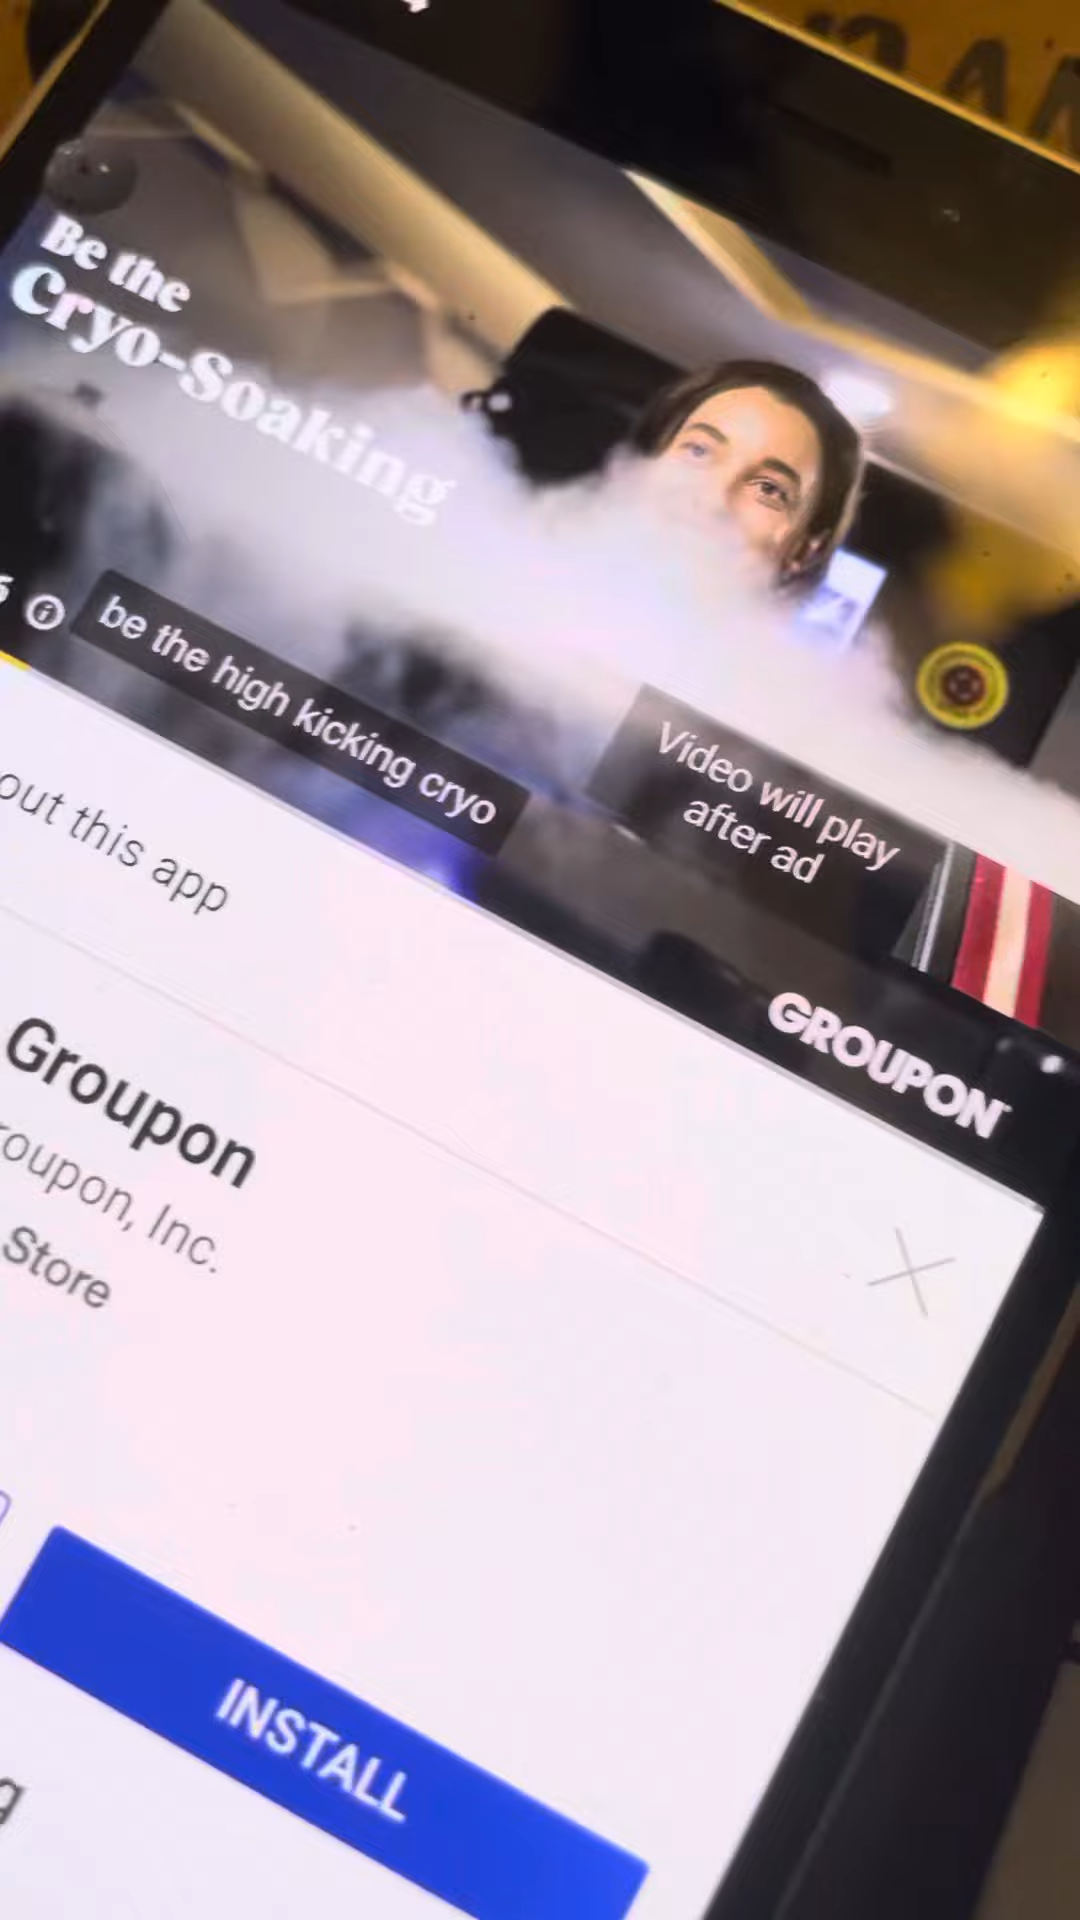 Be the
Cryo-Soaking
be the high kicking cryo
Video will play
after ad
GROUPON
out this app
Groupon
roupon, Inc.
Store
INSTALL